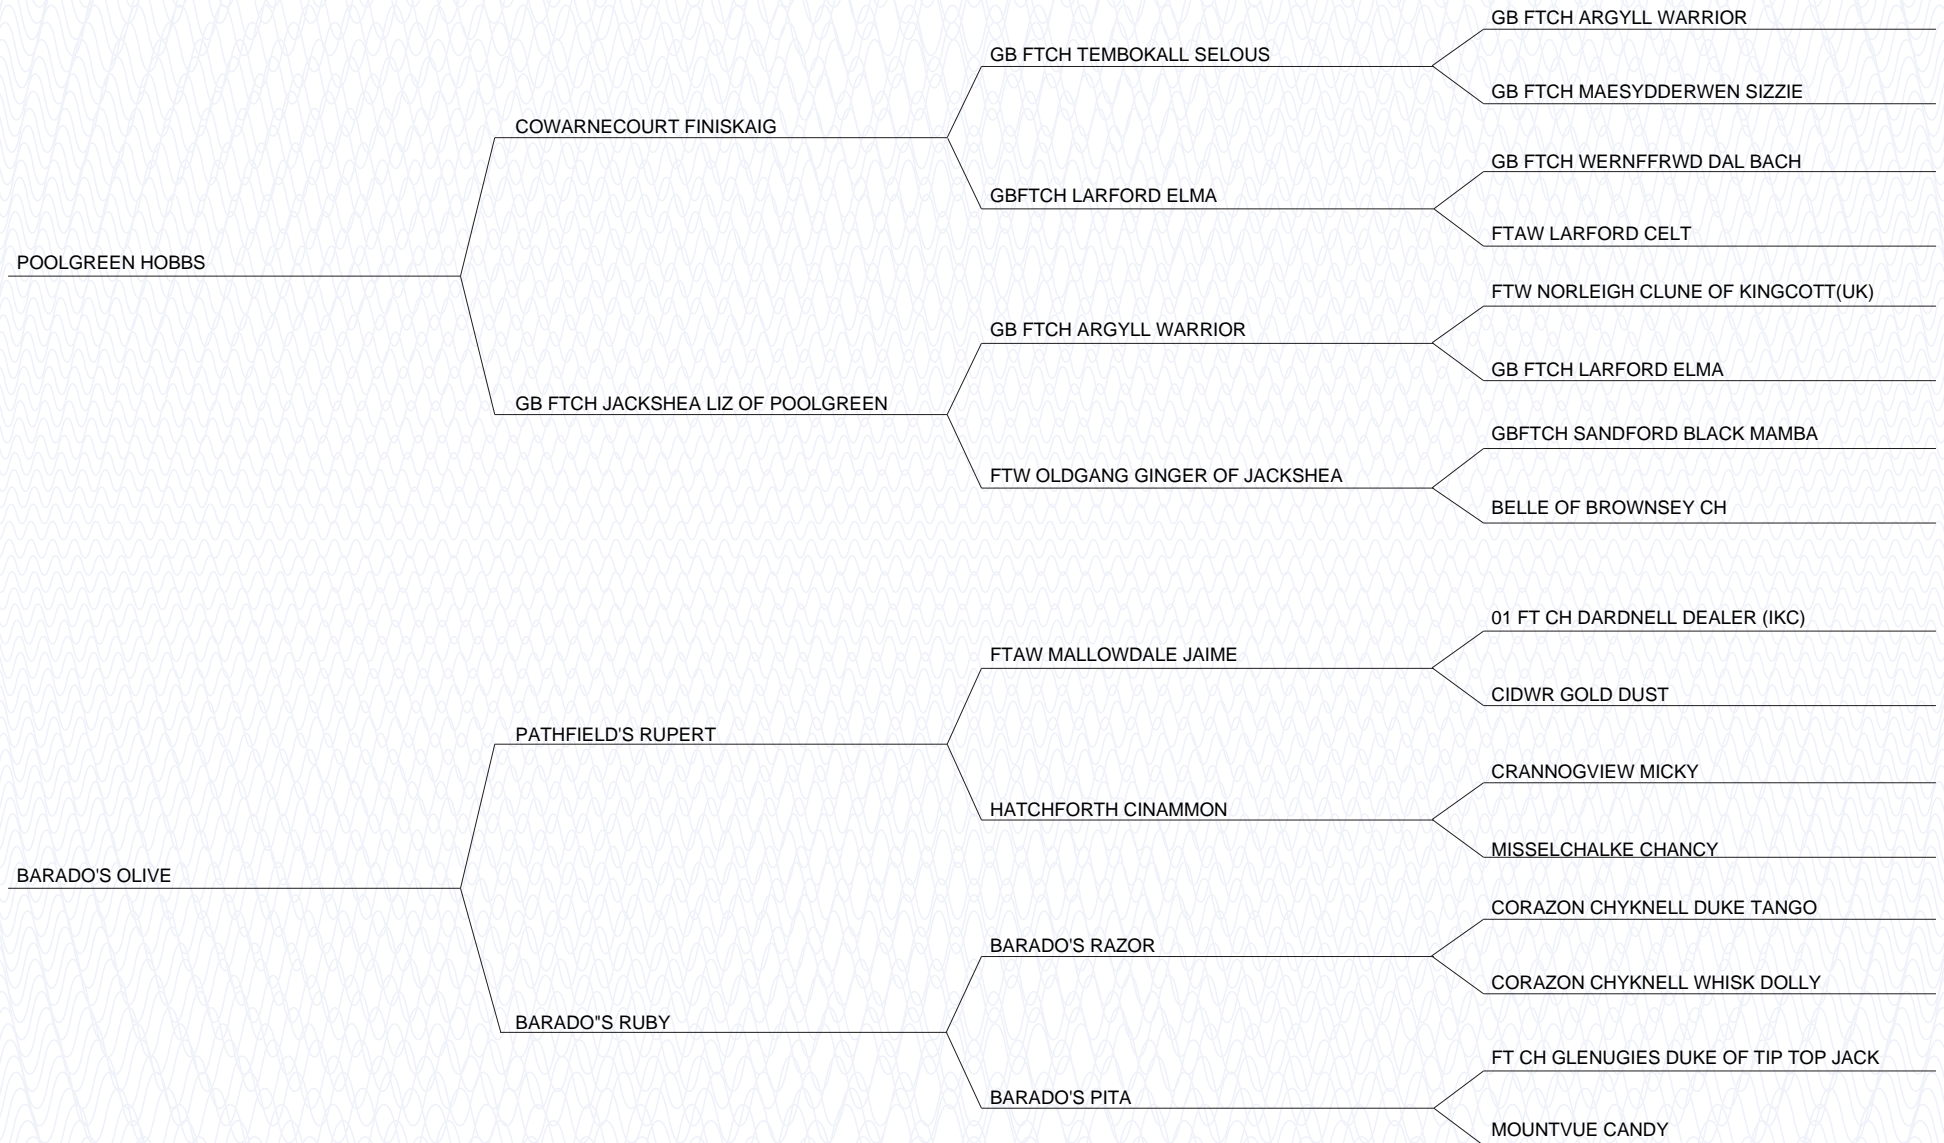 GB FTCH ARGYLL WARRIOR
GB FTCH TEMBOKALL SELOUS
GB FTCH MAESYDDERWEN SIZZIE
COWARNECOURT FINISKAIG
GB FTCH WERNFFRWD DAL BACH
GBFTCH LARFORD ELMA
FTAW LARFORD CELT
POOLGREEN HOBBS
FTW NORLEIGH CLUNE OF KINGCOTT(UK)
GB FTCH ARGYLL WARRIOR
GB FTCH LARFORD ELMA
GB FTCH JACKSHEA LIZ OF POOLGREEN
GBFTCH SANDFORD BLACK MAMBA
FTW OLDGANG GINGER OF JACKSHEA
BELLE OF BROWNSEY CH
01 FT CH DARDNELL DEALER (IKC)
FTAW MALLOWDALE JAIME
CIDWR GOLD DUST
PATHFIELD'S RUPERT
CRANNOGVIEW MICKY
HATCHFORTH CINAMMON
MISSELCHALKE CHANCY
BARADO'S OLIVE
CORAZON CHYKNELL DUKE TANGO
BARADO'S RAZOR
CORAZON CHYKNELL WHISK DOLLY
BARADO"S RUBY
FT CH GLENUGIES DUKE OF TIP TOP JACK
BARADO'S PITA
MOUNTVUE CANDY